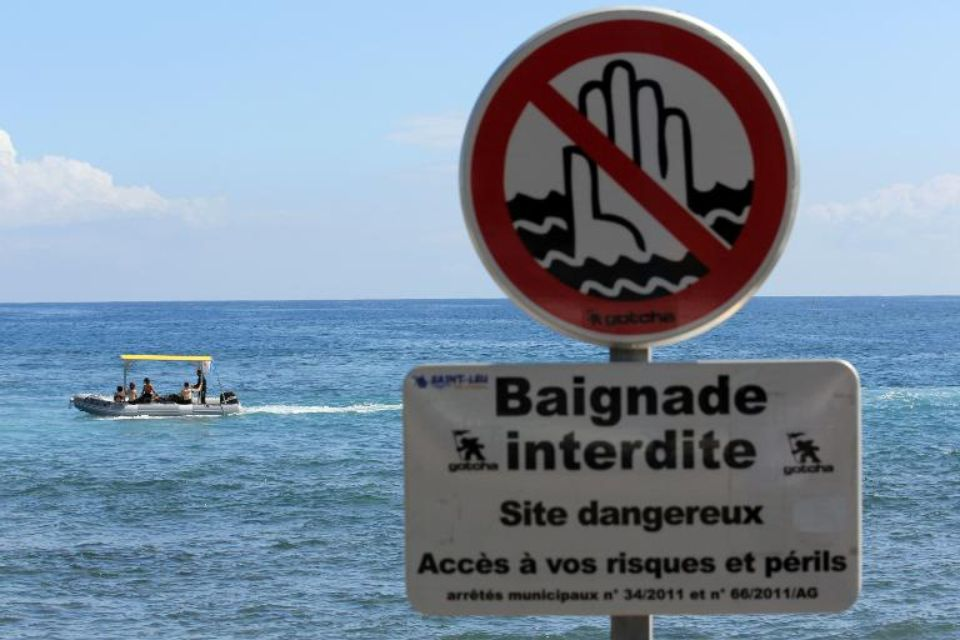 gotcha
SAINT-LEU
Baignade
interdite
gotcha
gotcha
Site dangereux
Accès à vos risques et périls
arrêtés municipaux n° 34/2011 et n° 66/2011/AG